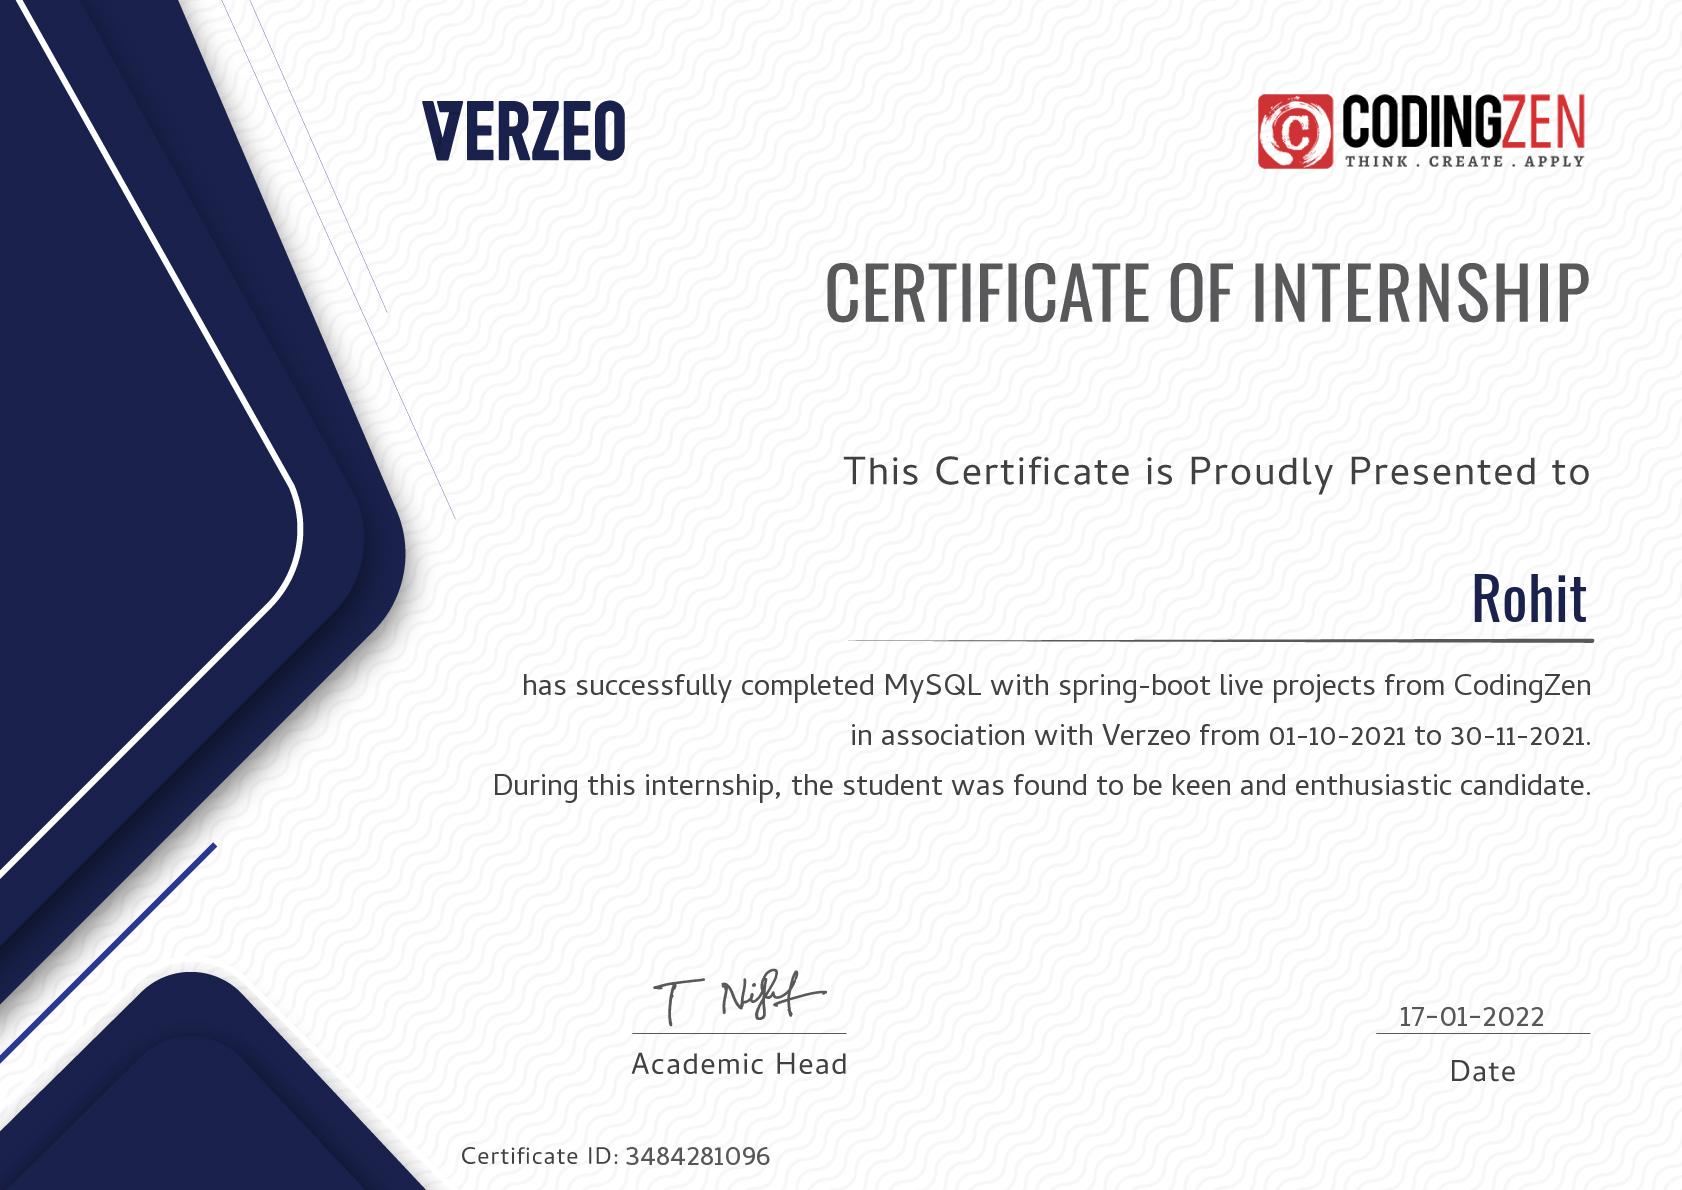 VERZEO
C CODINGZEN
THINK . CREATE . APPLY
CERTIFICATE OF INTERNSHIP
This Certificate is Proudly Presented to
Rohit
has successfully completed MySQL with spring-boot live projects from CodingZen
in association with Verzeo from 01-10-2021 to 30-11-2021.
During this internship, the student was found to be keen and enthusiastic candidate.
17-01-2022
Academic Head
Date
Certificate ID: 3484281096